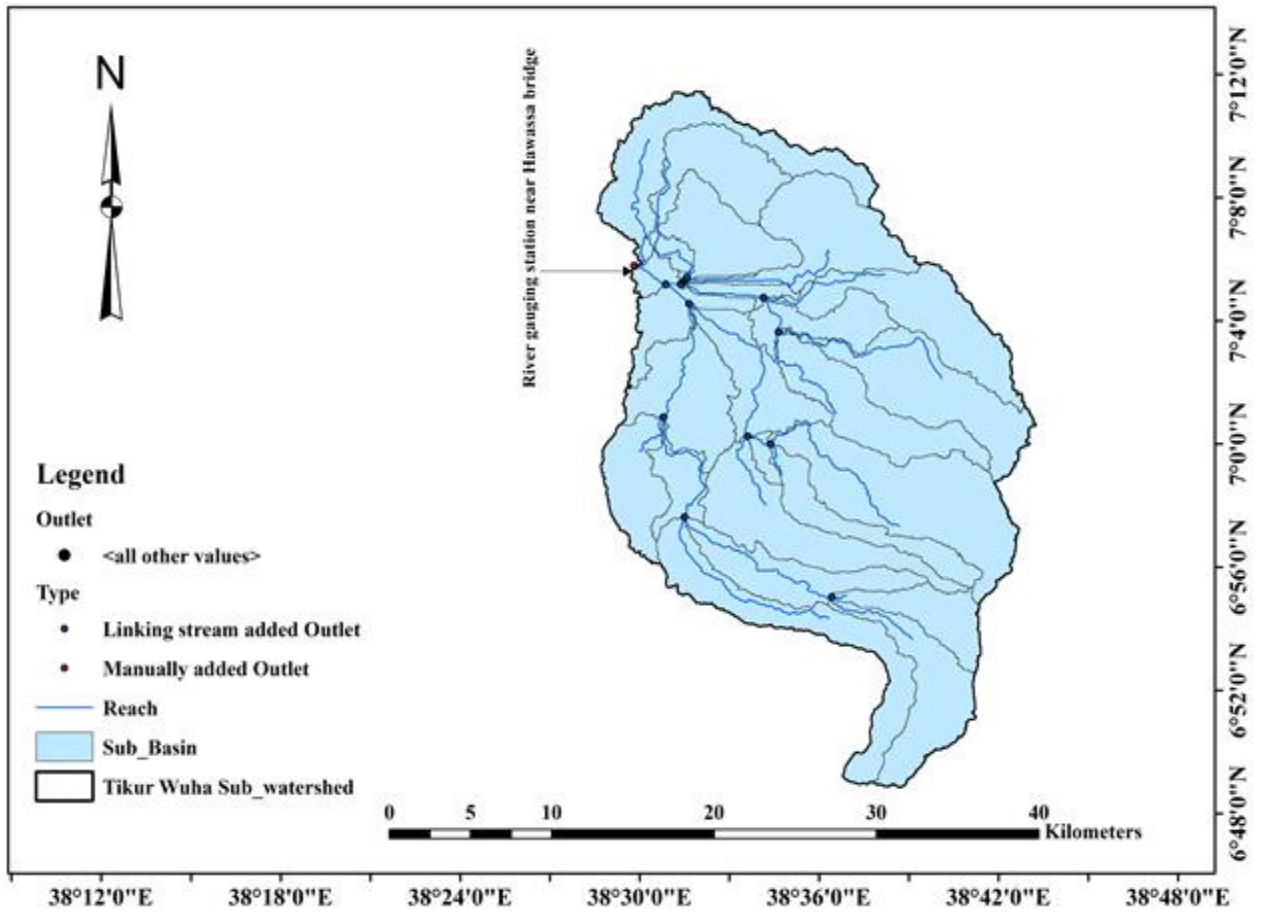 N
River gauging station near Hawassa bridge
7°12'0"N
7°8'0"N
7°4'0"N
7°0'0"N
6°56'0"N
6°52'0"N
6°48'0"N
Legend
Outlet
<all other values>
Type
Linking stream added Outlet
Manually added Outlet
Reach
Sub_Basin
Tikur Wuha Sub_watershed
0 5 10 20 30 40
Kilometers
38°12'0"E 38°18'0"E 38°24'0"E 38°30'0"E 38°36'0"E 38°42'0"E 38°48'0"E